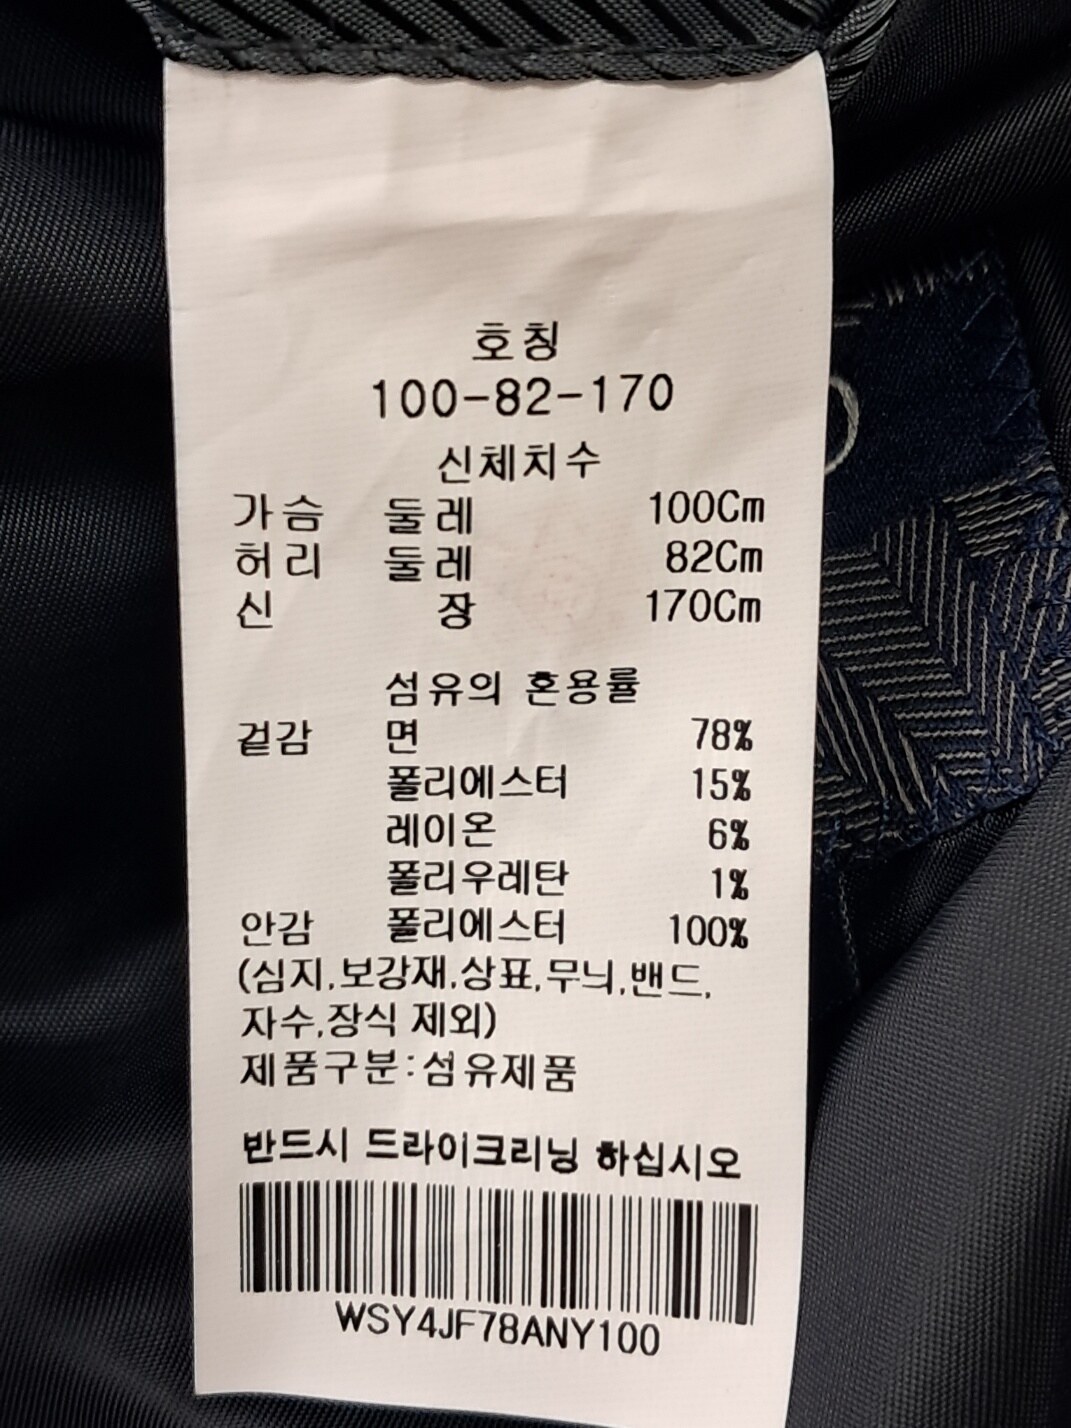 호칭
100-82-170
신체치수
가슴 둘레 100Cm
허리 둘레 82Cm
신 장 170Cm
섬유의 혼용률
겉감 면 78%
폴리에스터 15%
레이온 6%
폴리우레탄 1%
안감 폴리에스터 100%
(심지,보강재,상표,무늬,밴드,
자수,장식 제외)
제품구분:섬유제품
반드시 드라이크리닝 하십시오
WSY4JF78ANY100